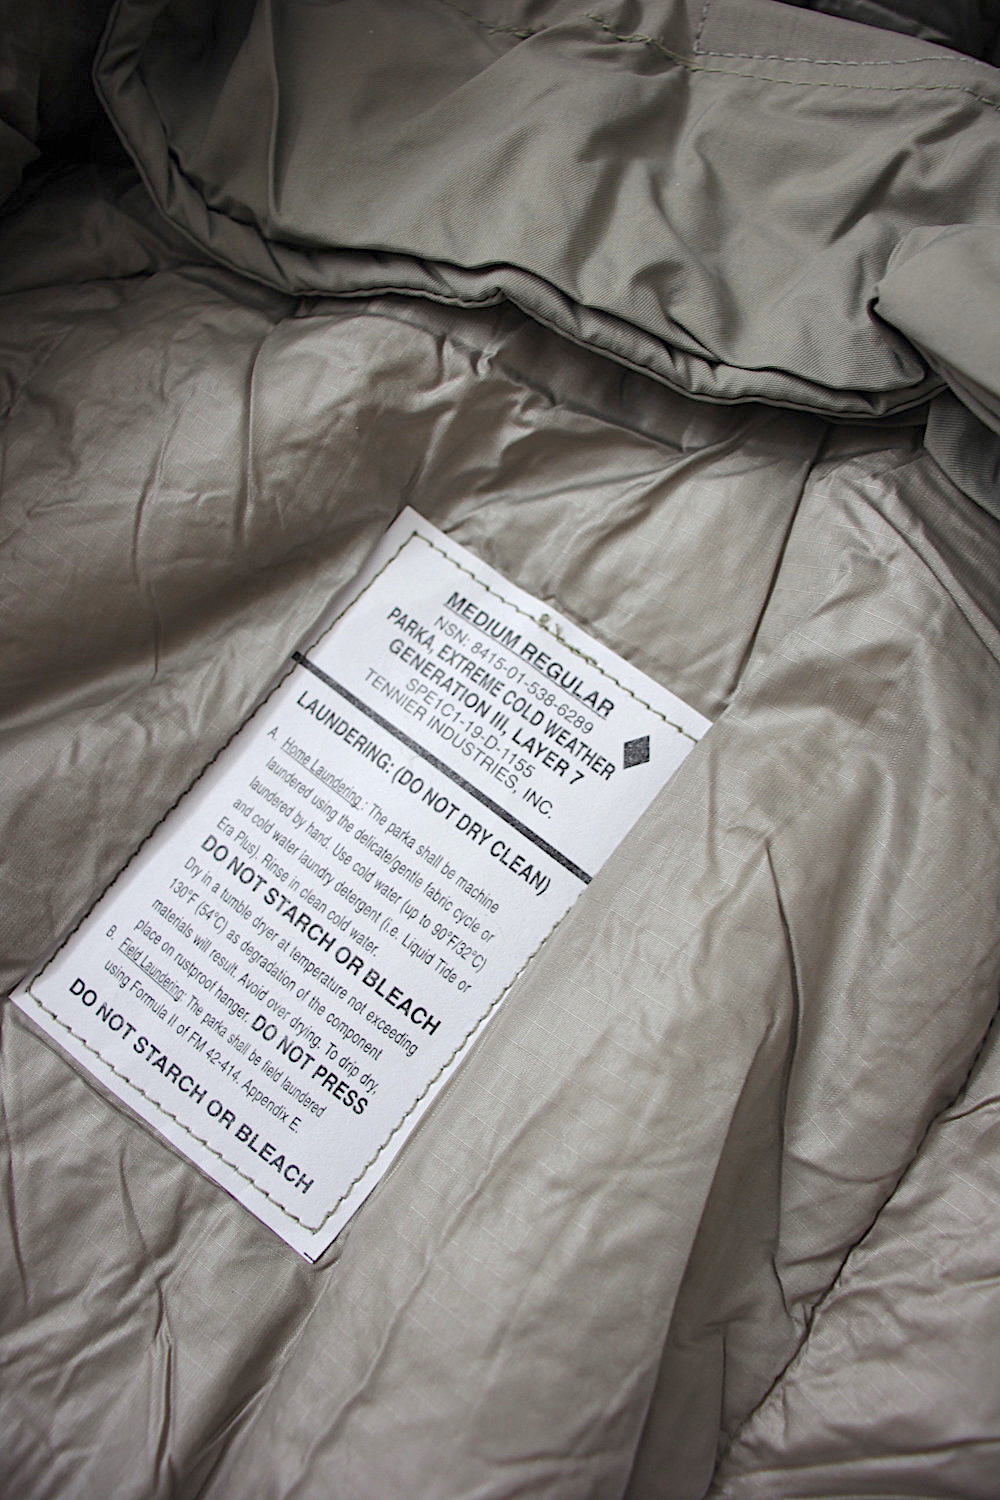 MEDIUM REGULAR
NSN: 8415-01-538-6289
PARKA, EXTREME COLD WEATHER
GENERATION III, LAYER 7
SPE1C1-19-D-1155
TENNIER INDUSTRIES, INC.
LAUNDERING: (DO NOT DRY CLEAN)
A. Home Laundering: The parka shall be machine
laundered using the delicate/gentle fabric cycle or
laundered by hand. Use cold water (up to 90°F/32°C)
and cold water laundry detergent (i.e. Liquid Tide or
Era Plus). Rinse in clean cold water.
DO NOT STARCH OR BLEACH
Dry in a tumble dryer at temperature not exceeding
130°F (54°C) as degradation of the component
materials will result. Avoid over drying. To drip dry,
place on rustproof hanger. DO NOT PRESS
B. Field Laundering: The parka shall be field laundered
using Formula II of FM 42-414, Appendix E.
DO NOT STARCH OR BLEACH